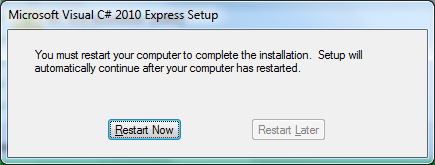 Microsoft Visual C# 2010 Express Setup
You must restart your computer to complete the installation.  Setup will
automatically continue after your computer has restarted.
Restart Now
Restart Later